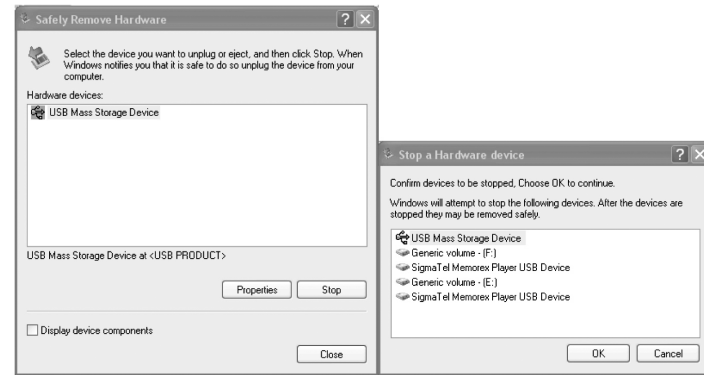 Safely Remove Hardware
Select the device you want to unplug or eject, and then click Stop. When
Windows notifies you that it is safe to do so unplug the device from your
computer.
Hardware devices:
USB Mass Storage Device
USB Mass Storage Device at <USB PRODUCT>
Properties
Stop
Display device components
Close
Stop a Hardware device
Confirm devices to be stopped, Choose OK to continue.
Windows will attempt to stop the following devices. After the devices are
stopped they may be removed safely.
USB Mass Storage Device
Generic volume - (F:)
SigmaTel Memorex Player USB Device
Generic volume - (E:)
SigmaTel Memorex Player USB Device
OK
Cancel